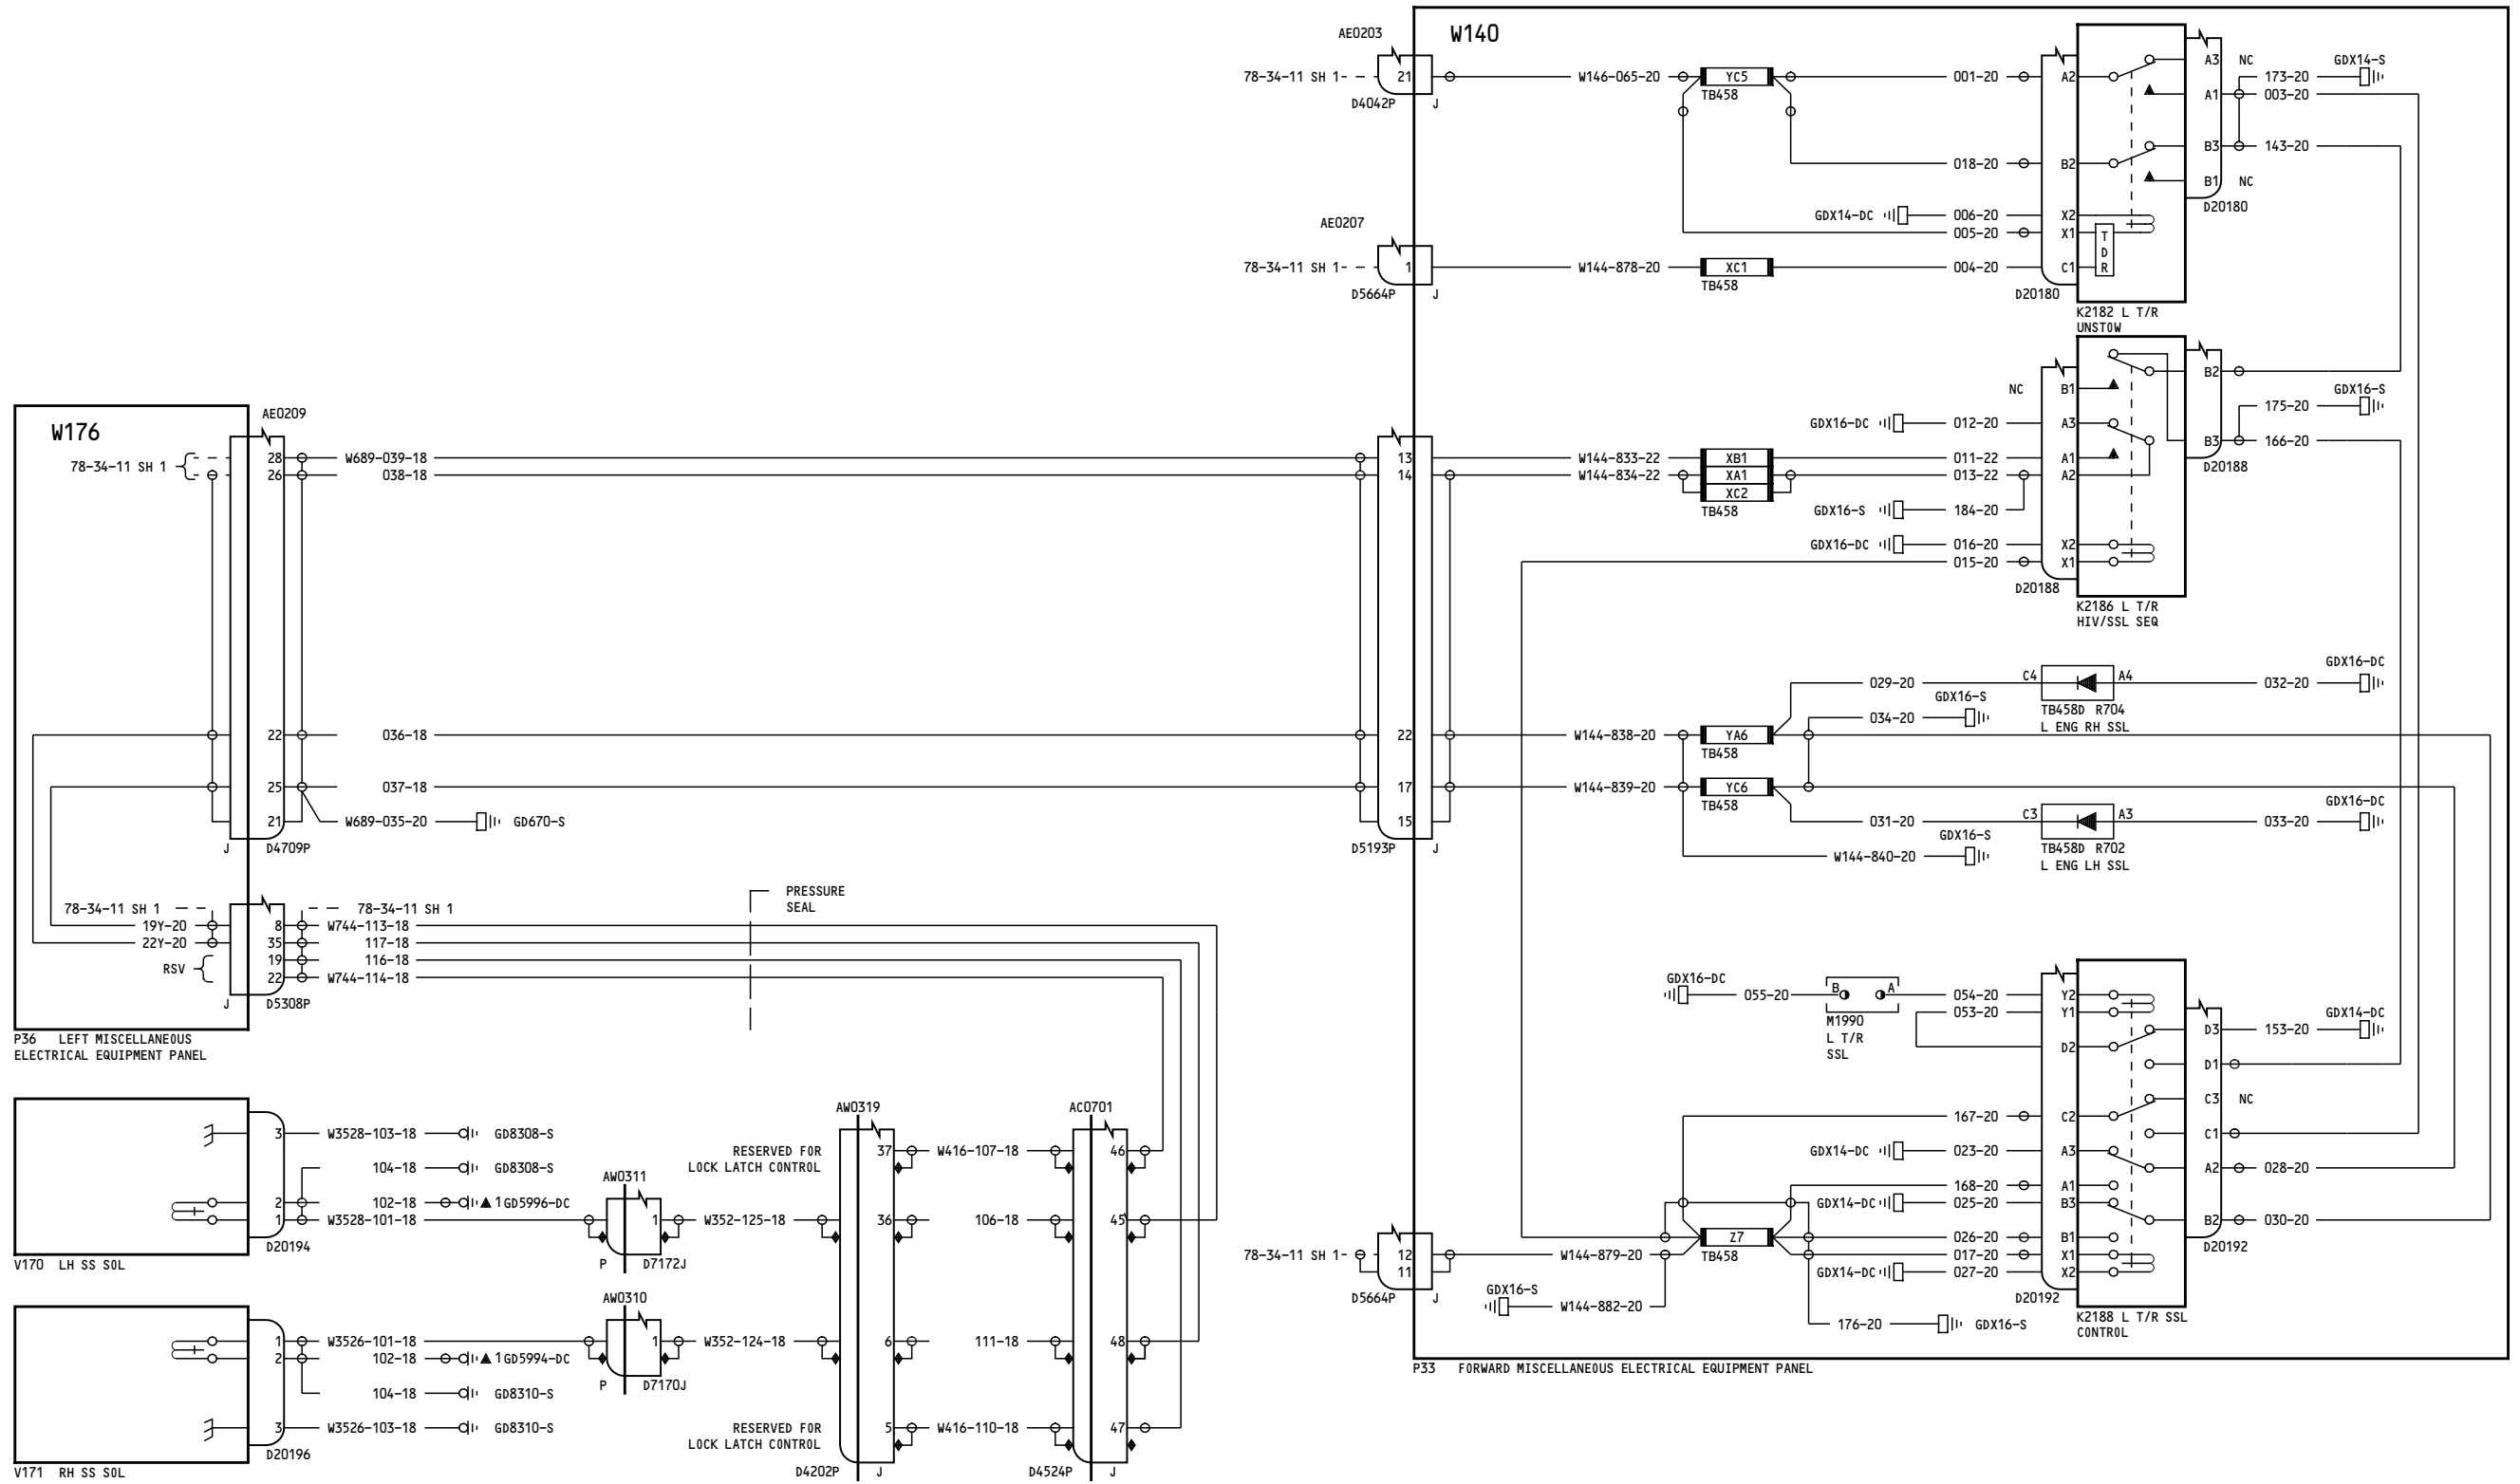 W140
AE0203
78-34-11 SH 1
21
D4042P
J
W146-065-20
YC5
TB458
001-20
A2
A3
NC
173-20
GDX14-S
A1
003-20
018-20
B2
B3
143-20
B1
NC
D20180
AE0207
GDX14-DC
006-20
X2
005-20
X1
TDR
78-34-11 SH 1
1
D5664P
J
W144-878-20
XC1
TB458
004-20
C1
D20180
K2182 L T/R
UNSTOW
NC
B1
B2
GDX16-S
175-20
GDX16-DC
012-20
A3
B3
166-20
D20188
W176
AE0209
78-34-11 SH 1
28
W689-039-18
13
W144-833-22
XB1
011-22
A1
26
038-18
14
W144-834-22
XA1
013-22
A2
XC2
TB458
GDX16-S
184-20
GDX16-DC
016-20
X2
015-20
X1
D20188
K2186 L T/R
HIV/SSL SEQ
029-20
C4
A4
032-20
GDX16-DC
GDX16-S
034-20
TB458D R704
L ENG RH SSL
22
036-18
22
W144-838-20
YA6
TB458
25
037-18
17
W144-839-20
YC6
TB458
21
W689-035-20
GD670-S
15
031-20
C3
A3
033-20
GDX16-DC
GDX16-S
TB458D R702
L ENG LH SSL
J
D4709P
D5193P
J
W144-840-20
PRESSURE
SEAL
78-34-11 SH 1
78-34-11 SH 1
19Y-20
8
W744-113-18
22Y-20
35
117-18
RSV
19
116-18
22
W744-114-18
J
D5308P
P36 LEFT MISCELLANEOUS
ELECTRICAL EQUIPMENT PANEL
GDX16-DC
055-20
B
A
M1990
L T/R
SSL
054-20
Y2
053-20
Y1
D2
D3
153-20
GDX14-DC
D1
167-20
C2
C3
NC
C1
GDX14-DC
023-20
A3
A2
028-20
168-20
A1
GDX14-DC
025-20
B3
B2
030-20
026-20
B1
D20192
017-20
X1
GDX14-DC
027-20
X2
D20192
K2188 L T/R SSL
CONTROL
78-34-11 SH 1
12
11
D5664P
J
W144-879-20
Z7
TB458
GDX16-S
W144-882-20
176-20
GDX16-S
P33 FORWARD MISCELLANEOUS ELECTRICAL EQUIPMENT PANEL
3
W3528-103-18
GD8308-S
104-18
GD8308-S
2
102-18
1 GD5996-DC
1
W3528-101-18
D20194
V170 LH SS SOL
AW0311
1
P
D7172J
W352-125-18
AW0319
RESERVED FOR
LOCK LATCH CONTROL
37
W416-107-18
AC0701
46
36
106-18
45
1
W3526-101-18
2
102-18
1 GD5994-DC
104-18
GD8310-S
3
W3526-103-18
GD8310-S
D20196
V171 RH SS SOL
AW0310
1
P
D7170J
W352-124-18
6
111-18
48
RESERVED FOR
LOCK LATCH CONTROL
5
W416-110-18
47
D4202P
J
D4524P
J